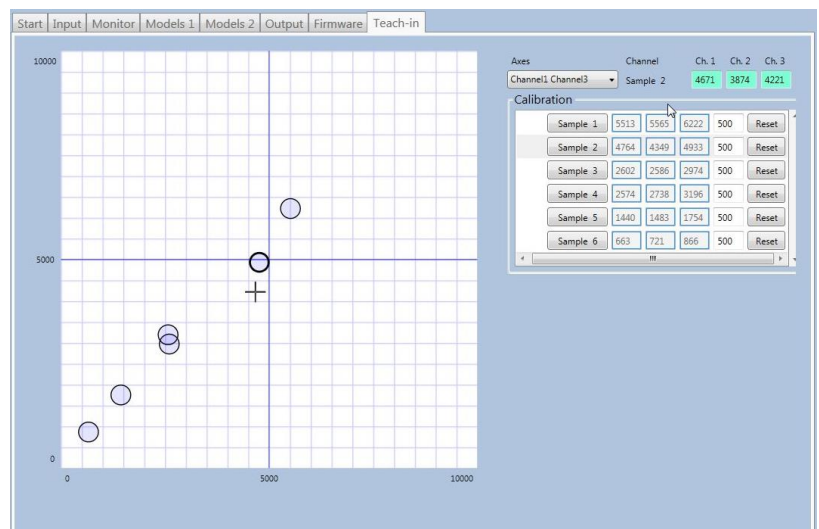 Start Input Monitor Models 1 Models 2 Output Firmware Teach-in
10000
5000
0
0 5000 10000
Axes Channel Ch. 1 Ch. 2 Ch. 3
Channel1 Channel3 Sample 2 4671 3874 4221
Calibration
Sample 1 5513 5565 6222 500 Reset
Sample 2 4764 4349 4933 500 Reset
Sample 3 2602 2586 2974 500 Reset
Sample 4 2574 2738 3196 500 Reset
Sample 5 1440 1483 1754 500 Reset
Sample 6 663 721 866 500 Reset